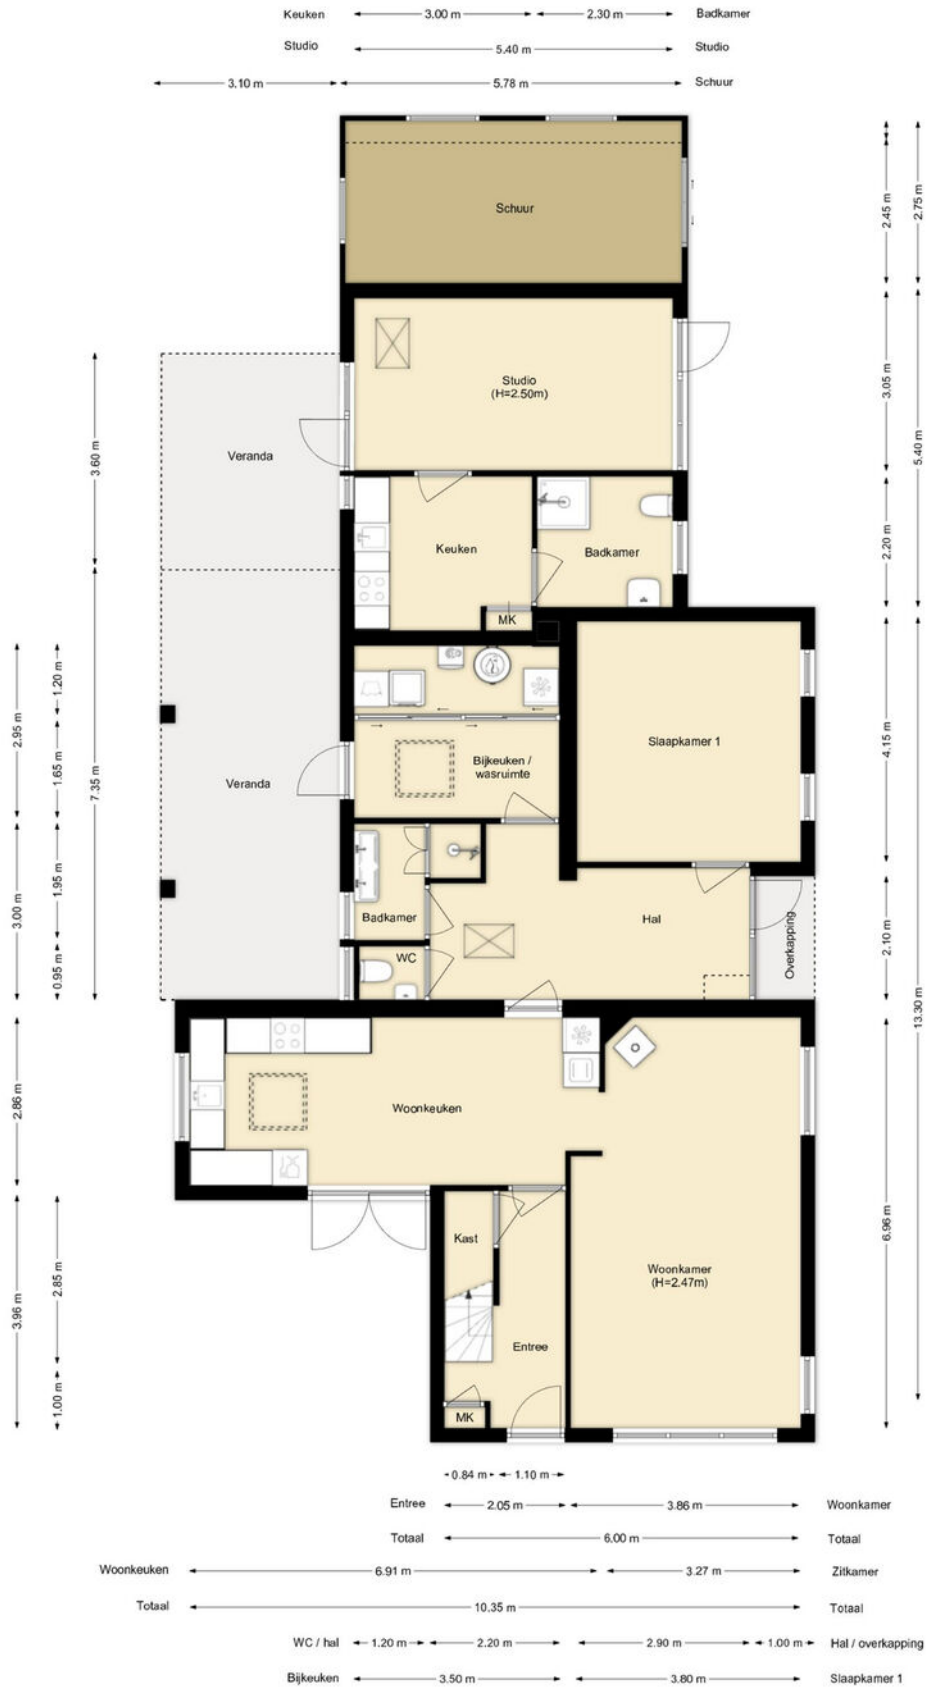 Keuken 3.00 m 2.30 m Badkamer
Studio 5.40 m Studio
3.10 m 5.78 m Schuur
Schuur
2.45 m
2.75 m
Studio
(H=2.50m)
3.05 m
5.40 m
Veranda
3.60 m
Keuken
Badkamer
2.20 m
MK
1.20 m
2.95 m
1.65 m
7.35 m
Veranda
Bijkeuken /
wasruimte
Slaapkamer 1
4.15 m
3.00 m
1.95 m
0.95 m
Badkamer
WC
Hal
Overkapping
2.10 m
13.30 m
2.86 m
Woonkeuken
Kast
Woonkamer
(H=2.47m)
6.96 m
3.96 m
2.85 m
1.00 m
Entree
MK
0.84 m 1.10 m
Entree 2.05 m 3.86 m Woonkamer
Totaal 6.00 m Totaal
Woonkeuken 6.91 m 3.27 m Zitkamer
Totaal 10.35 m Totaal
WC / hal 1.20 m 2.20 m 2.90 m 1.00 m Hal / overkapping
Bijkeuken 3.50 m 3.80 m Slaapkamer 1